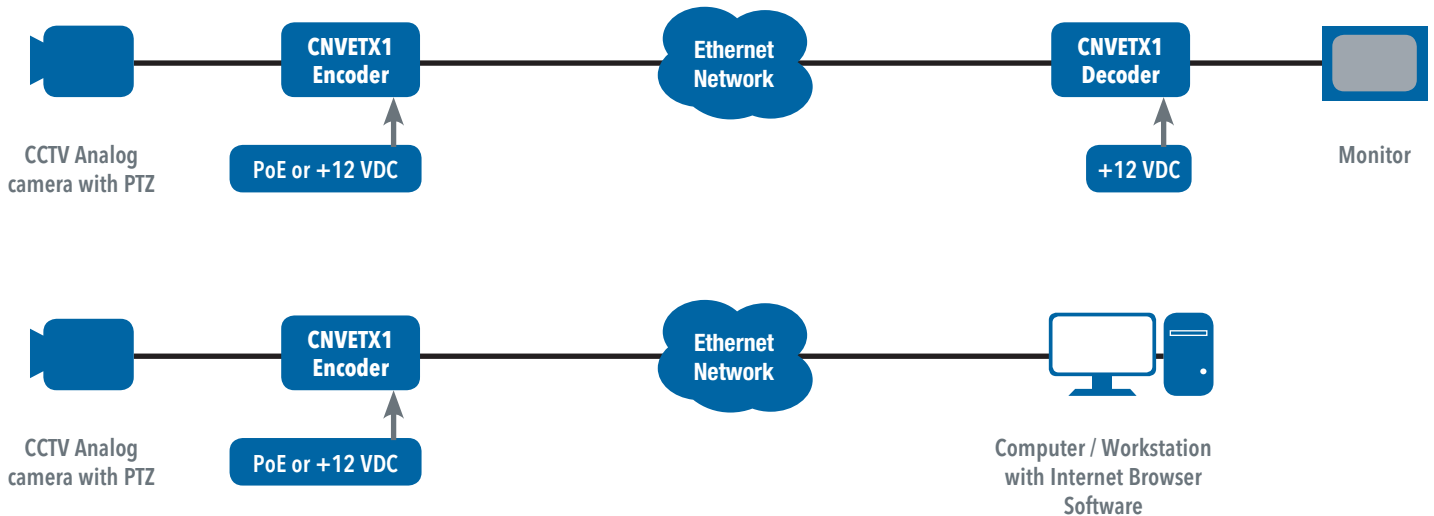 CNVETX1
Encoder
Ethernet
Network
CNVETX1
Decoder
PoE or +12 VDC
+12 VDC
CCTV Analog
camera with PTZ
Monitor
CNVETX1
Encoder
Ethernet
Network
PoE or +12 VDC
CCTV Analog
camera with PTZ
Computer / Workstation
with Internet Browser
Software